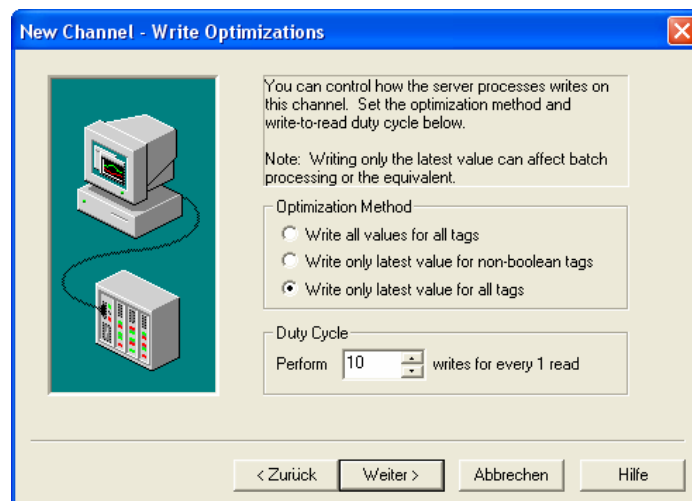 New Channel - Write Optimizations
You can control how the server processes writes on
this channel.  Set the optimization method and
write-to-read duty cycle below.
Note:  Writing only the latest value can affect batch
processing or the equivalent.
Optimization Method
Write all values for all tags
Write only latest value for non-boolean tags
Write only latest value for all tags
Duty Cycle
Perform 10 writes for every 1 read
< Zurück Weiter > Abbrechen Hilfe